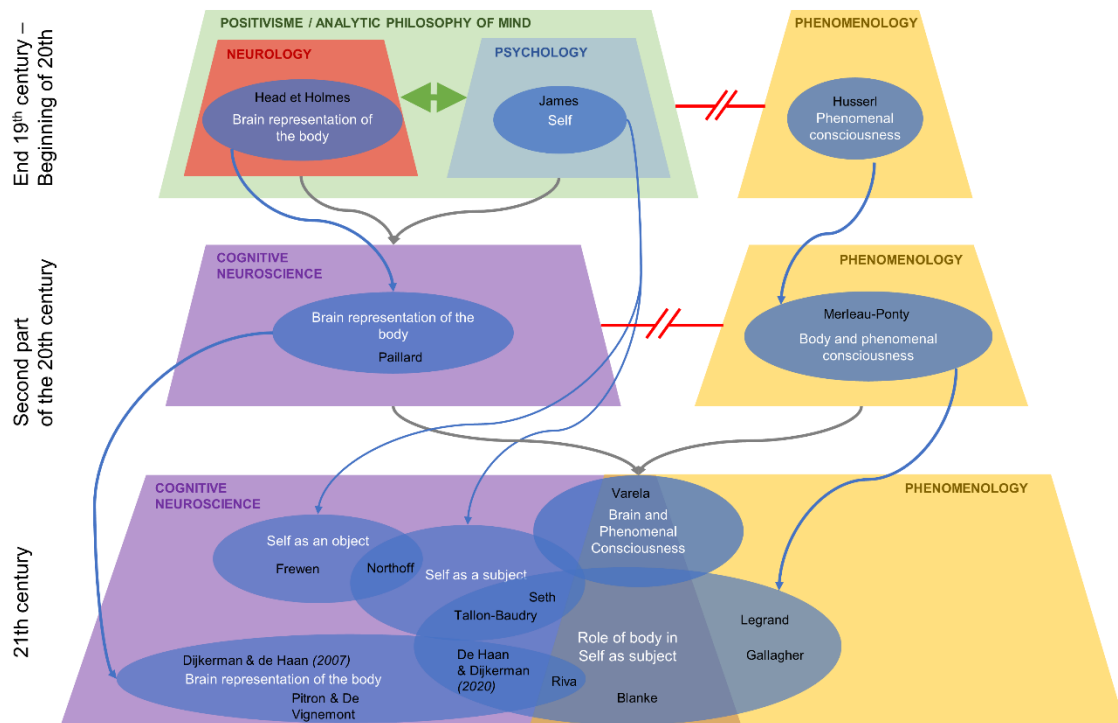 End 19th century –
Beginning of 20th
POSITIVISME / ANALYTIC PHILOSOPHY OF MIND
NEUROLOGY
Head et Holmes
Brain representation of
the body
PSYCHOLOGY
James
Self
PHENOMENOLOGY
Husserl
Phenomenal
consciousness
Second part
of the 20th century
COGNITIVE
NEUROSCIENCE
Brain representation of the
body
Paillard
PHENOMENOLOGY
Merleau-Ponty
Body and phenomenal
consciousness
21th century
COGNITIVE
NEUROSCIENCE
PHENOMENOLOGY
Varela
Brain and
Phenomenal
Consciousness
Self as an object
Frewen
Northoff
Self as a subject
Seth
Tallon-Baudry
Legrand
Role of body in
Self as subject
Gallagher
Blanke
De Haan
& Dijkerman
(2020)
Riva
Dijkerman & de Haan (2007)
Brain representation of the body
Pitron & De
Vignemont